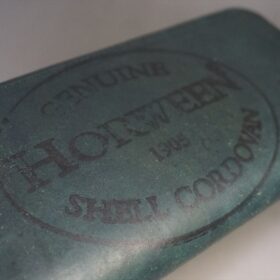 GENUINE
HORWEEN
1905 C
SHELL CORDOVAN